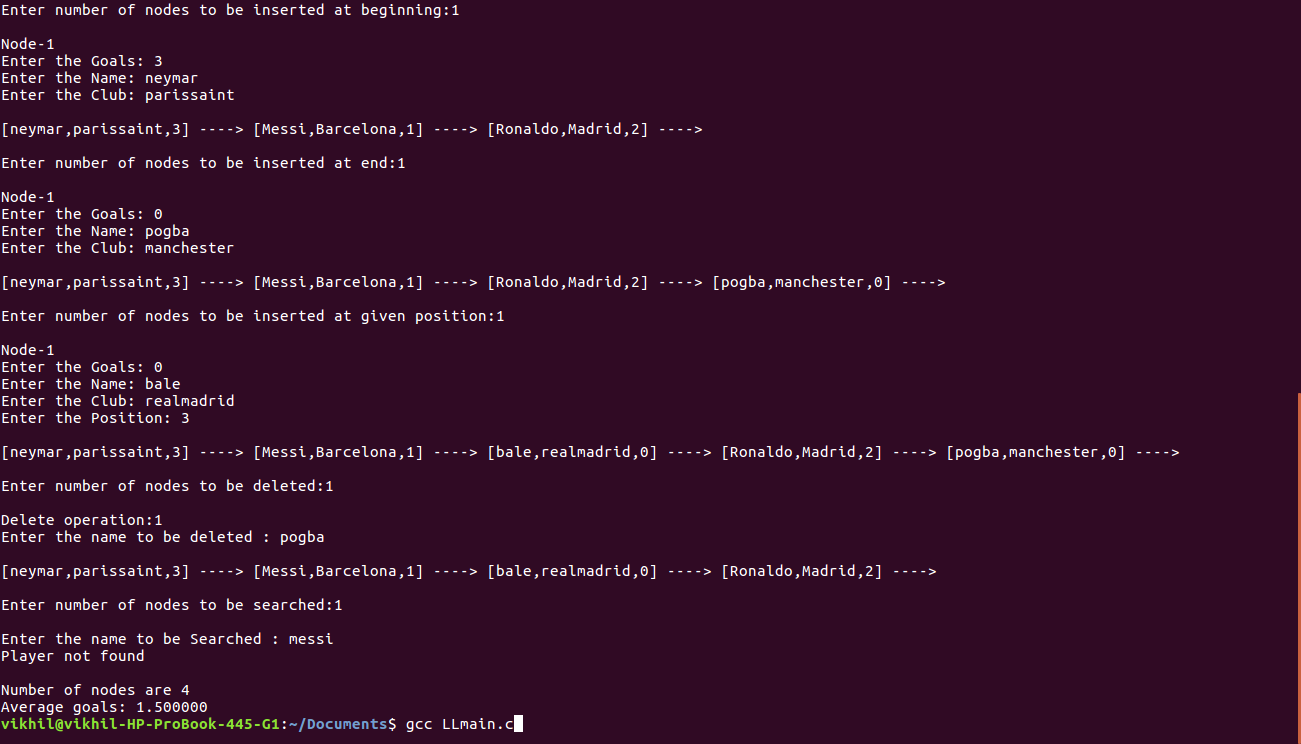 Enter number of nodes to be inserted at beginning:1
Node-1
Enter the Goals: 3
Enter the Name: neymar
Enter the Club: parissaint
[neymar,parissaint,3] ----> [Messi,Barcelona,1] ----> [Ronaldo,Madrid,2] ---->
Enter number of nodes to be inserted at end:1
Node-1
Enter the Goals: 0
Enter the Name: pogba
Enter the Club: manchester
[neymar,parissaint,3] ----> [Messi,Barcelona,1] ----> [Ronaldo,Madrid,2] ----> [pogba,manchester,0] ---->
Enter number of nodes to be inserted at given position:1
Node-1
Enter the Goals: 0
Enter the Name: bale
Enter the Club: realmadrid
Enter the Position: 3
[neymar,parissaint,3] ----> [Messi,Barcelona,1] ----> [bale,realmadrid,0] ----> [Ronaldo,Madrid,2] ----> [pogba,manchester,0] ---->
Enter number of nodes to be deleted:1
Delete operation:1
Enter the name to be deleted : pogba
[neymar,parissaint,3] ----> [Messi,Barcelona,1] ----> [bale,realmadrid,0] ----> [Ronaldo,Madrid,2] ---->
Enter number of nodes to be searched:1
Enter the name to be Searched : messi
Player not found
Number of nodes are 4
Average goals: 1.500000
vikhil@vikhil-HP-ProBook-445-G1:~/Documents$ gcc LLmain.c